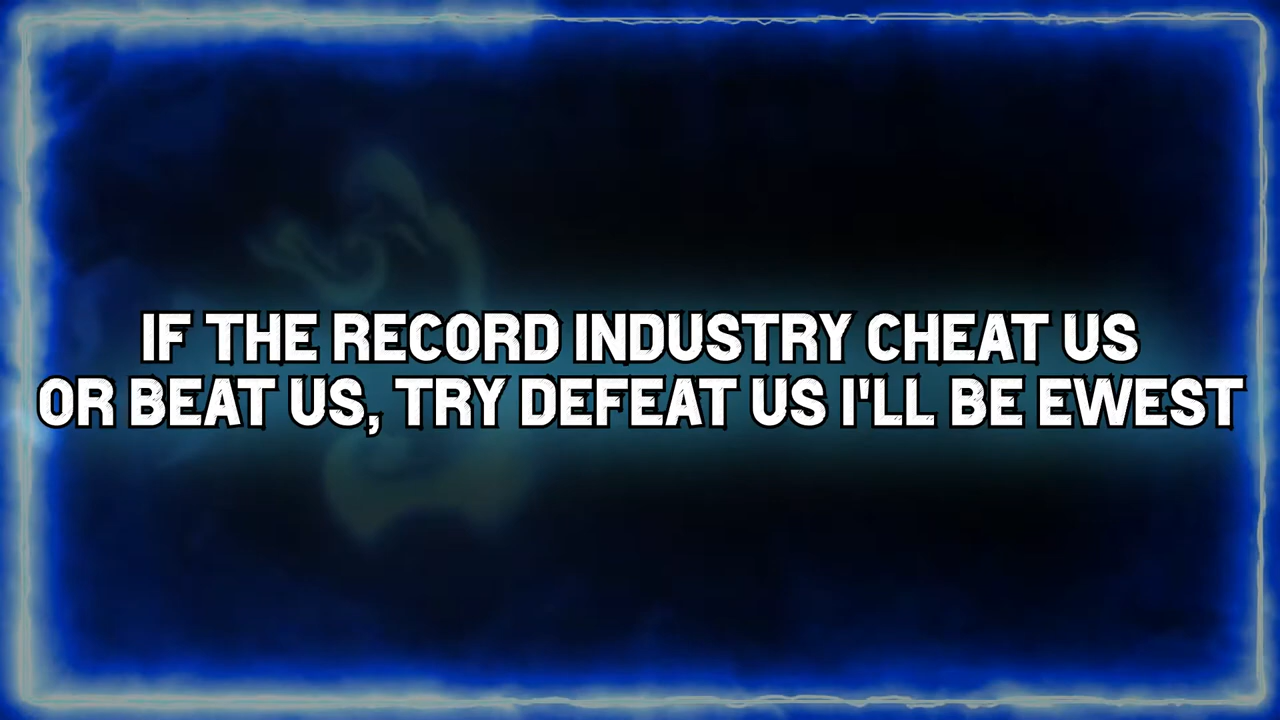 IF THE RECORD INDUSTRY CHEAT US
OR BEAT US, TRY DEFEAT US I'LL BE EWEST